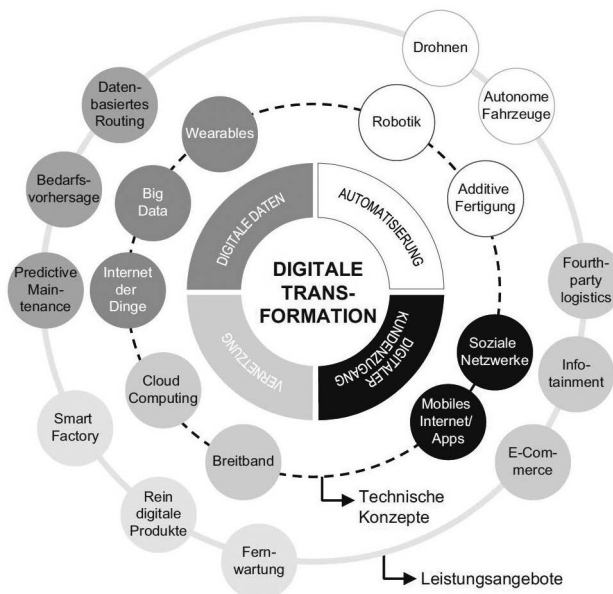 Drohnen
Daten-
basiertes
Routing
Autonome
Fahrzeuge
Wearables
Robotik
Bedarfs-
vorhersage
Big
Data
Additive
Fertigung
DIGITALE DATEN
AUTOMATISIERUNG
Predictive
Main-
tenance
Internet
der
Dinge
DIGITALE
TRANS-
FORMATION
Fourth-
party
logistics
VERNETZUNG
DIGITALER
KUNDENZUGANG
Soziale
Netzwerke
Info-
tainment
Cloud
Computing
Mobiles
Internet/
Apps
Smart
Factory
Breitband
E-Com-
merce
Rein
digitale
Produkte
Technische
Konzepte
Fern-
wartung
Leistungsangebote